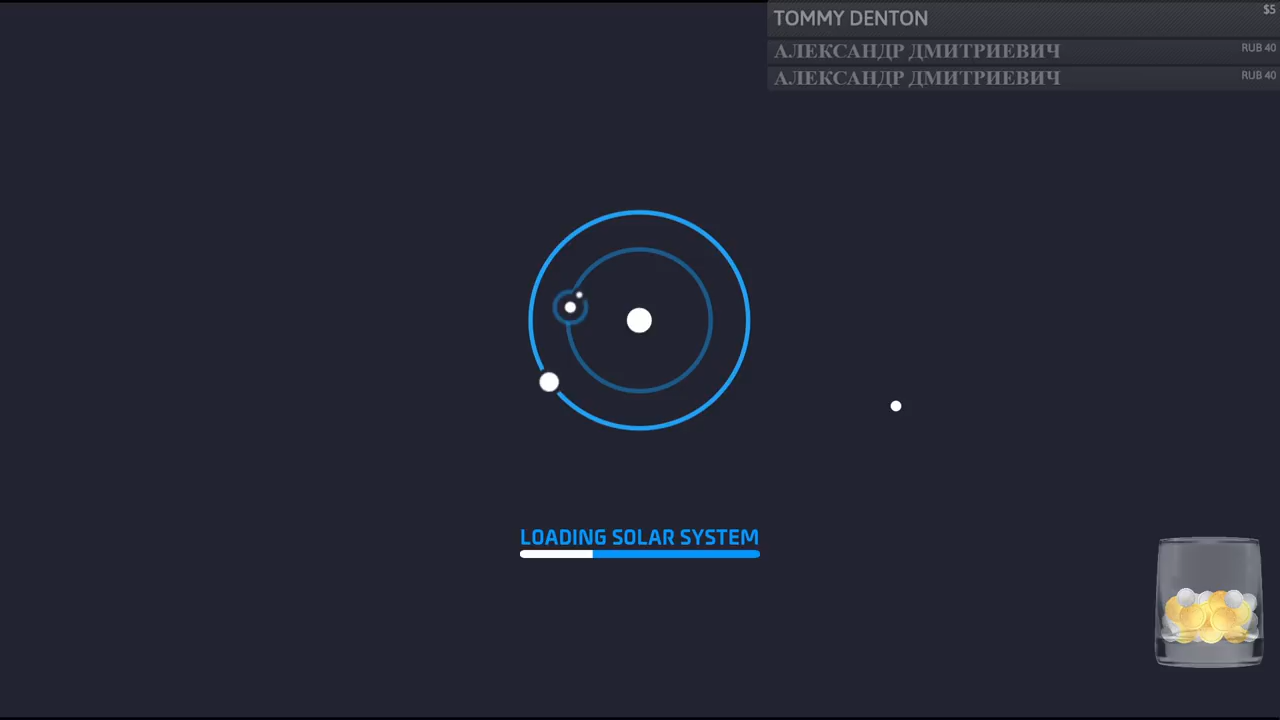 TOMMY DENTON
$5
АЛЕКСАНДР ДМИТРИЕВИЧ
RUB 40
АЛЕКСАНДР ДМИТРИЕВИЧ
RUB 40
LOADING SOLAR SYSTEM